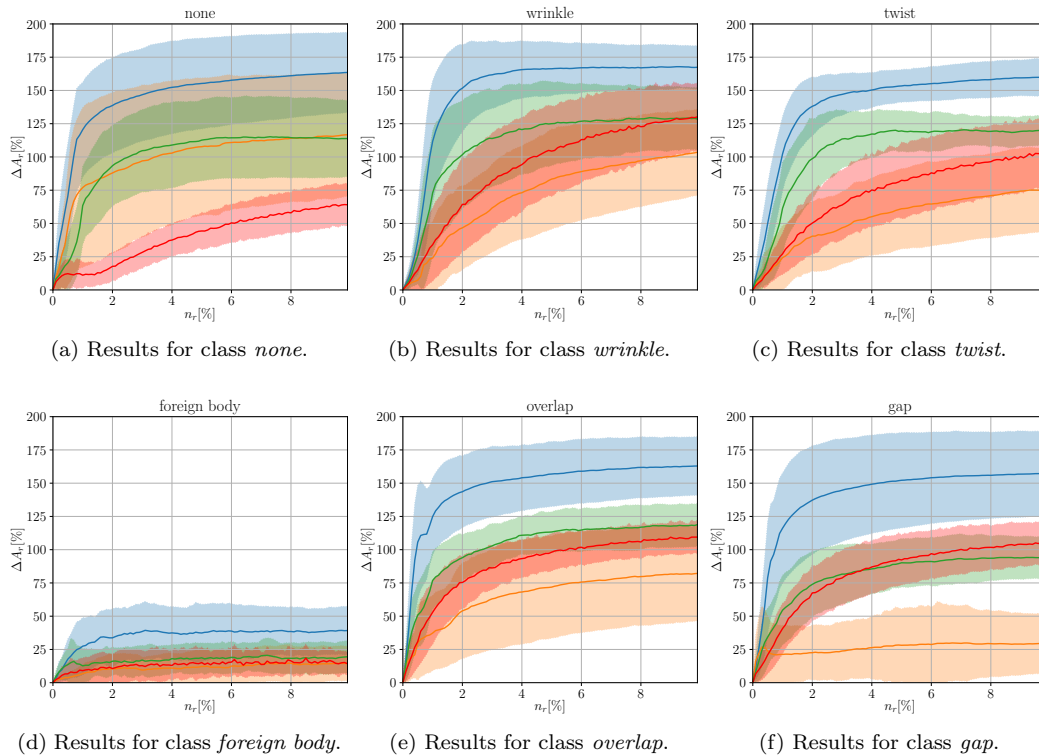 none
wrinkle
twist
200
175
150
125
100
75
50
25
0
ΔA_v[%]
0 2 4 6 8
n_r[%]
200
175
150
125
100
75
50
25
0
ΔA_v[%]
0 2 4 6 8
n_r[%]
200
175
150
125
100
75
50
25
0
ΔA_v[%]
0 2 4 6 8
n_r[%]
(a) Results for class none.
(b) Results for class wrinkle.
(c) Results for class twist.
foreign body
overlap
gap
200
175
150
125
100
75
50
25
0
ΔA_v[%]
0 2 4 6 8
n_r[%]
200
175
150
125
100
75
50
25
0
ΔA_v[%]
0 2 4 6 8
n_r[%]
200
175
150
125
100
75
50
25
0
ΔA_v[%]
0 2 4 6 8
n_r[%]
(d) Results for class foreign body.
(e) Results for class overlap.
(f) Results for class gap.